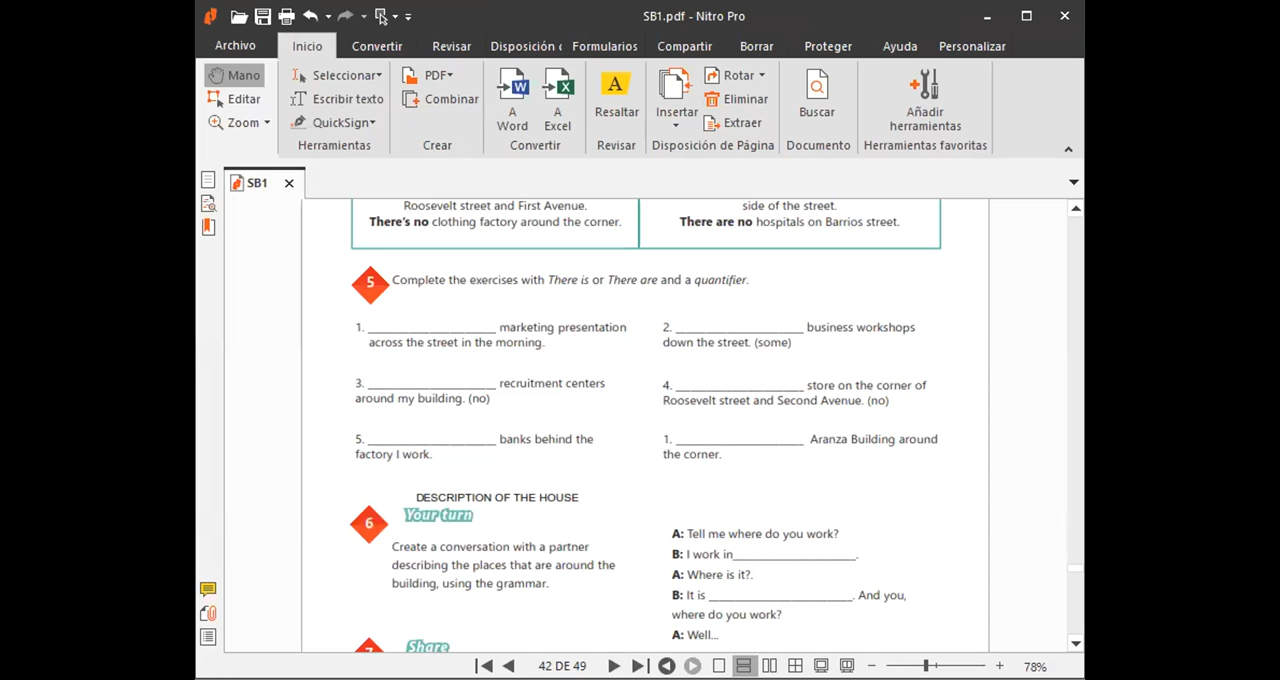 SB1.pdf - Nitro Pro
Archivo Inicio Convertir Revisar Disposición Formularios Compartir Borrar Proteger Ayuda Personalizar
Mano
Editar
Zoom
Seleccionar
Escribir texto
QuickSign
Herramientas
PDF
Combinar
Crear
A Word
A Excel
Convertir
Resaltar
Revisar
Insertar
Rotar
Eliminar
Extraer
Disposición de Página
Buscar
Documento
Añadir
herramientas
Herramientas favoritas
SB1
Roosevelt street and First Avenue.
There's no clothing factory around the corner.
side of the street.
There are no hospitals on Barrios street.
5 Complete the exercises with There is or There are and a quantifier.
1. ____________________ marketing presentation
across the street in the morning.
2. ____________________ business workshops
down the street. (some)
3. ____________________ recruitment centers
around my building. (no)
4. ____________________ store on the corner of
Roosevelt street and Second Avenue. (no)
5. ____________________ banks behind the
factory I work.
1. ____________________ Aranza Building around
the corner.
DESCRIPTION OF THE HOUSE
6 Your turn
Create a conversation with a partner
describing the places that are around the
building, using the grammar.
A: Tell me where do you work?
B: I work in____________________.
A: Where is it?.
B: It is _______________________. And you,
where do you work?
A: Well...
7 Share
42 DE 49
78%